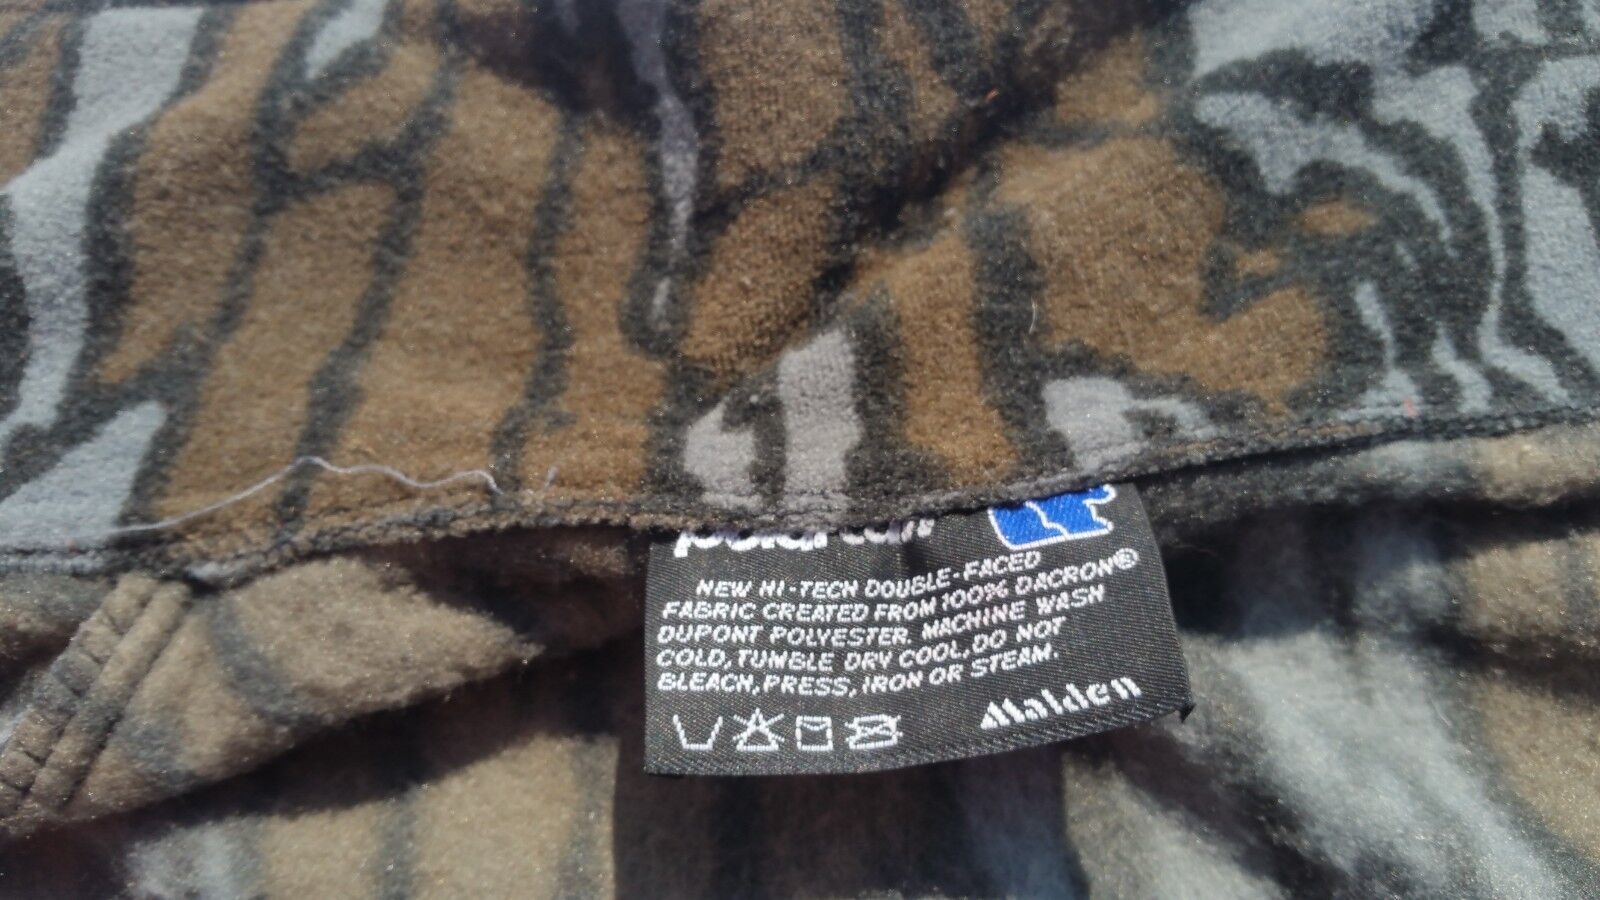 polartec
NEW HI-TECH DOUBLE-FACED
FABRIC CREATED FROM 100% DACRON®
DUPONT POLYESTER. MACHINE WASH
COLD, TUMBLE DRY COOL, DO NOT
BLEACH, PRESS, IRON OR STEAM.
Malden